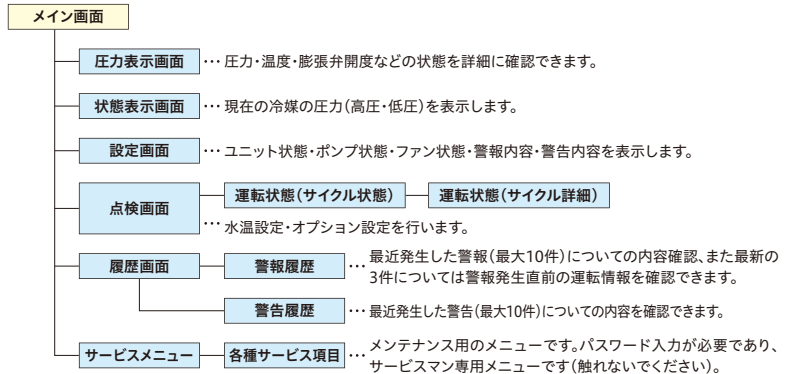 メイン画面
圧力表示画面 … 圧力・温度・膨張弁開度などの状態を詳細に確認できます。
状態表示画面 … 現在の冷媒の圧力（高圧・低圧）を表示します。
設定画面 … ユニット状態・ポンプ状態・ファン状態・警報内容・警告内容を表示します。
点検画面 運転状態（サイクル状態） 運転状態（サイクル詳細）
… 水温設定・オプション設定を行います。
履歴画面 警報履歴 … 最近発生した警報（最大10件）についての内容確認、また最新の
3件については警報発生直前の運転情報を確認できます。
警告履歴 … 最近発生した警告（最大10件）についての内容を確認できます。
サービスメニュー 各種サービス項目 … メンテナンス用のメニューです。パスワード入力が必要であり、
サービスマン専用メニューです（触れないでください）。